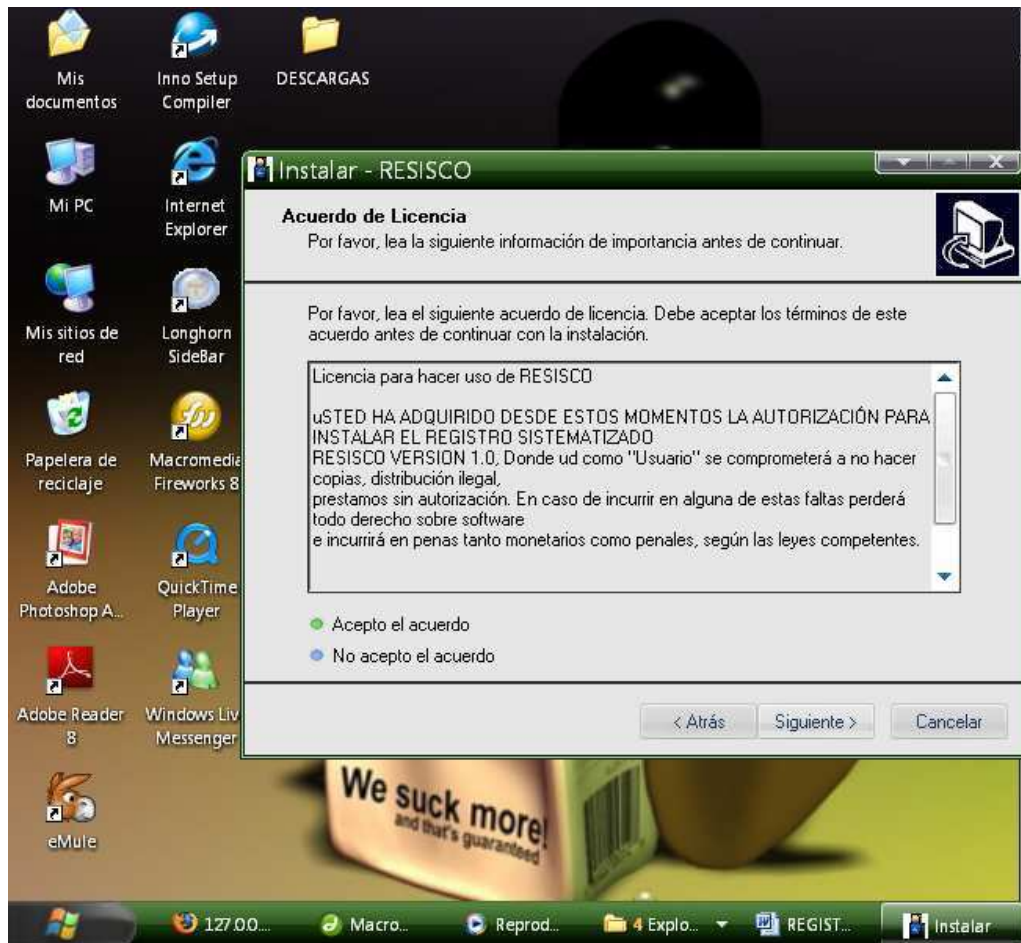 Mis
documentos
Inno Setup
Compiler
DESCARGAS
Mi PC
Internet
Explorer
Mis sitios de
red
Longhorn
SideBar
Papelera de
reciclaje
Macromedia
Fireworks 8
Adobe
Photoshop A...
QuickTime
Player
Adobe Reader
8
Windows Liv
Messenger
eMule
Instalar - RESISCO
Acuerdo de Licencia
Por favor, lea la siguiente información de importancia antes de continuar.
Por favor, lea el siguiente acuerdo de licencia. Debe aceptar los términos de este
acuerdo antes de continuar con la instalación.
Licencia para hacer uso de RESISCO
uSTED HA ADQUIRIDO DESDE ESTOS MOMENTOS LA AUTORIZACIÓN PARA
INSTALAR EL REGISTRO SISTEMATIZADO
RESISCO VERSION 1.0, Donde ud como "Usuario" se comprometerá a no hacer
copias, distribución ilegal,
prestamos sin autorización. En caso de incurrir en alguna de estas faltas perderá
todo derecho sobre software
e incurrirá en penas tanto monetarios como penales, según las leyes competentes.
Acepto el acuerdo
No acepto el acuerdo
< Atrás
Siguiente >
Cancelar
We suck more!
and that's guaranteed
127.0.0....
Macro...
Reprod...
4 Explo...
REGIST...
Instalar